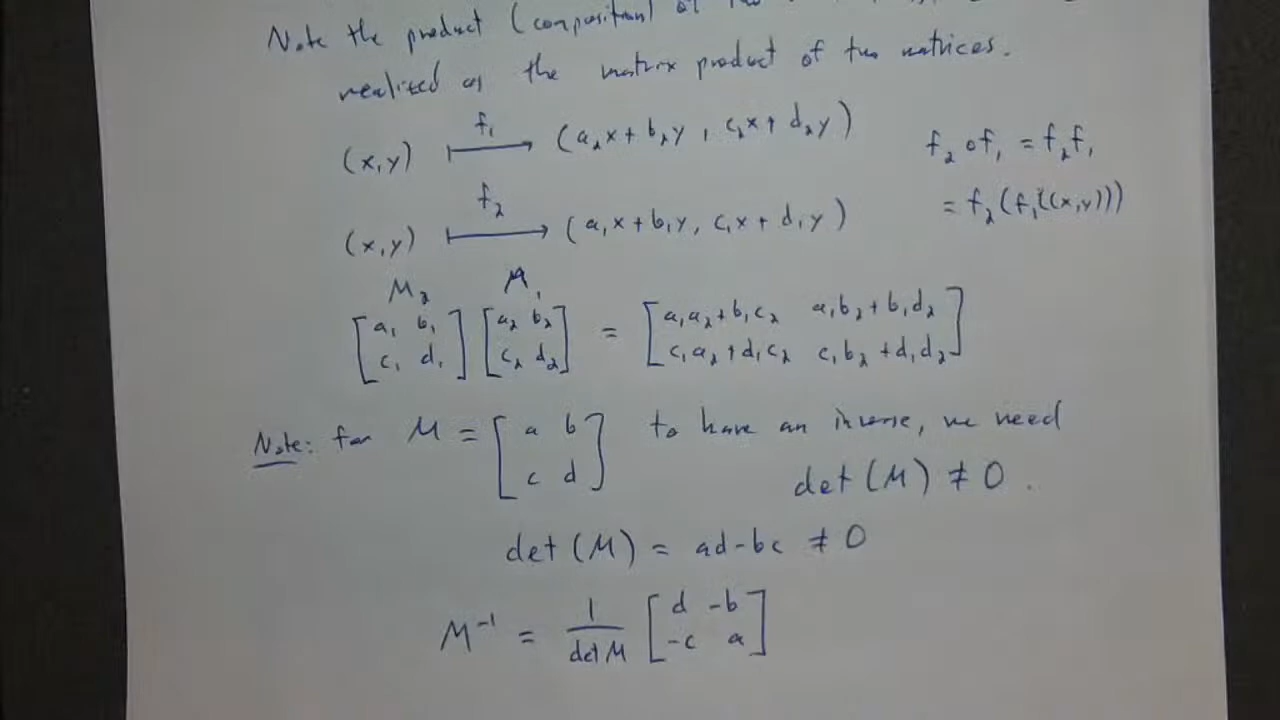 Note the product (composition) of
realized as the matrix product of two matrices.
(x,y) ↦ f₁ (a₂x + b₂y , c₂x + d₂y)
f₂ ∘ f₁ = f₂f₁
(x,y) ↦ f₂ (a₁x + b₁y, c₁x + d₁y)
= f₂(f₁((x,y)))
M₂ M₁
[a₁ b₁] [a₂ b₂] = [a₁a₂ + b₁c₂ a₁b₂ + b₁d₂]
[c₁ d₁] [c₂ d₂] [c₁a₂ + d₁c₂ c₁b₂ + d₁d₂]
Note: for M = [a b; c d] to have an inverse, we need
det (M) ≠ 0 .
det (M) = ad-bc ≠ 0
M⁻¹ = 1/det M [d -b; -c a]